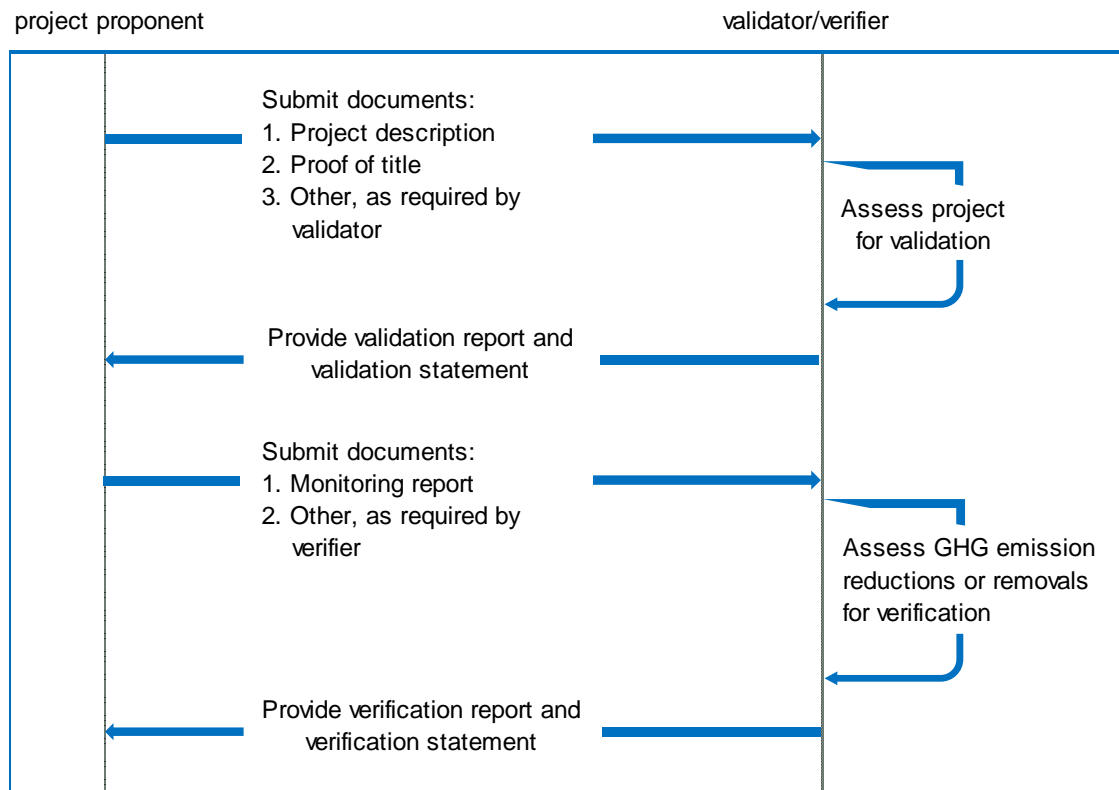 project proponent
validator/verifier
Submit documents:
1. Project description
2. Proof of title
3. Other, as required by
validator
Assess project
for validation
Provide validation report and
validation statement
Submit documents:
1. Monitoring report
2. Other, as required by
verifier
Assess GHG emission
reductions or removals
for verification
Provide verification report and
verification statement